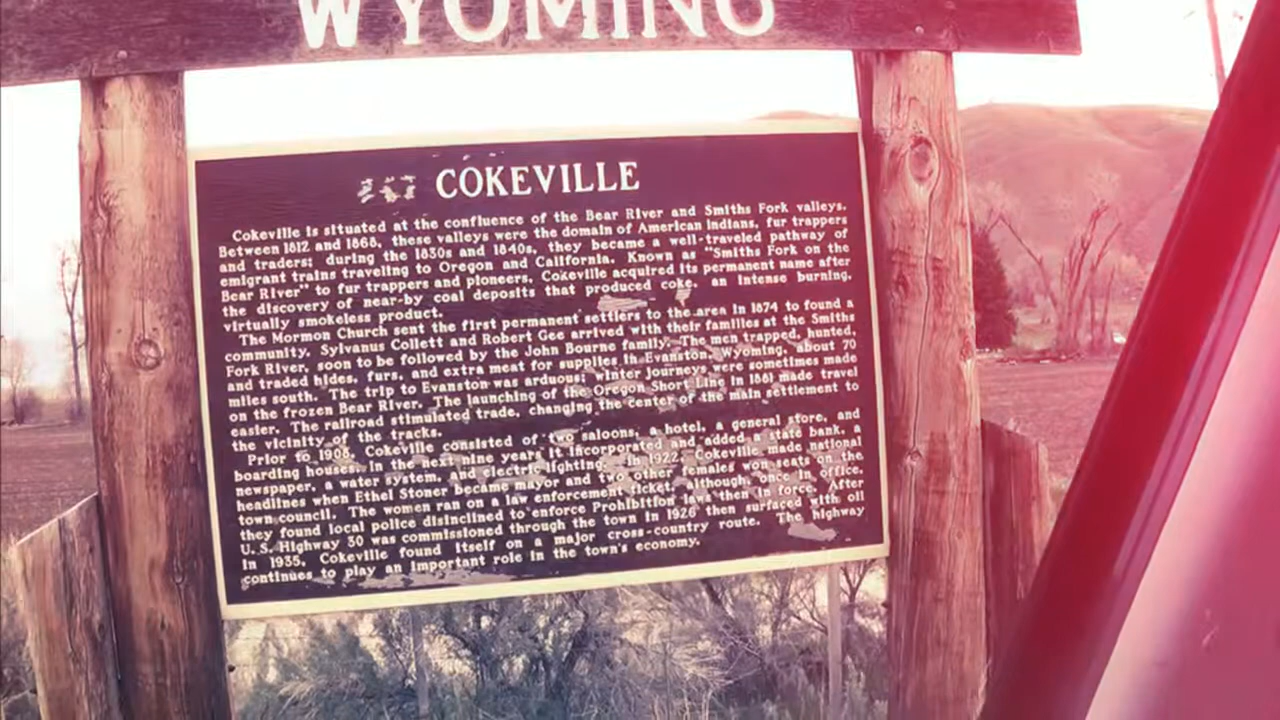 WYOMING
COKEVILLE
Cokeville is situated at the confluence of the Bear River and Smiths Fork valleys.
Between 1812 and 1868, these valleys were the domain of American Indians, fur trappers
and traders; during the 1830s and 1840s, they became a well-traveled pathway of
emigrant trains traveling to Oregon and California. Known as "Smiths Fork on the
Bear River" to fur trappers and pioneers, Cokeville acquired its permanent name after
the discovery of near-by coal deposits that produced coke, an intense burning,
virtually smokeless product.
The Mormon Church sent the first permanent settlers to the area in 1874 to found a
community. Sylvanus Collett and Robert Gee arrived with their families at the Smiths
Fork River, soon to be followed by the John Bourne family. The men trapped, hunted,
and traded hides, furs, and extra meat for supplies in Evanston, Wyoming, about 70
miles south. The trip to Evanston was arduous; winter journeys were sometimes made
on the frozen Bear River. The launching of the Oregon Short Line in 1881 made travel
easier. The railroad stimulated trade, changing the center of the main settlement to
the vicinity of the tracks.
Prior to 1906, Cokeville consisted of two saloons, a hotel, a general store, and
boarding houses. In the next nine years it incorporated and added a state bank, a
newspaper, a water system, and electric lighting. In 1922, Cokeville made national
headlines when Ethel Stoner became mayor and two other females won seats on the
town council. The women ran on a law enforcement ticket, although, once in office,
they found local police disinclined to enforce Prohibition laws then in force. After
U.S. Highway 30 was commissioned through the town in 1926 then surfaced with oil
in 1935, Cokeville found itself on a major cross-country route. The highway
continues to play an important role in the town's economy.